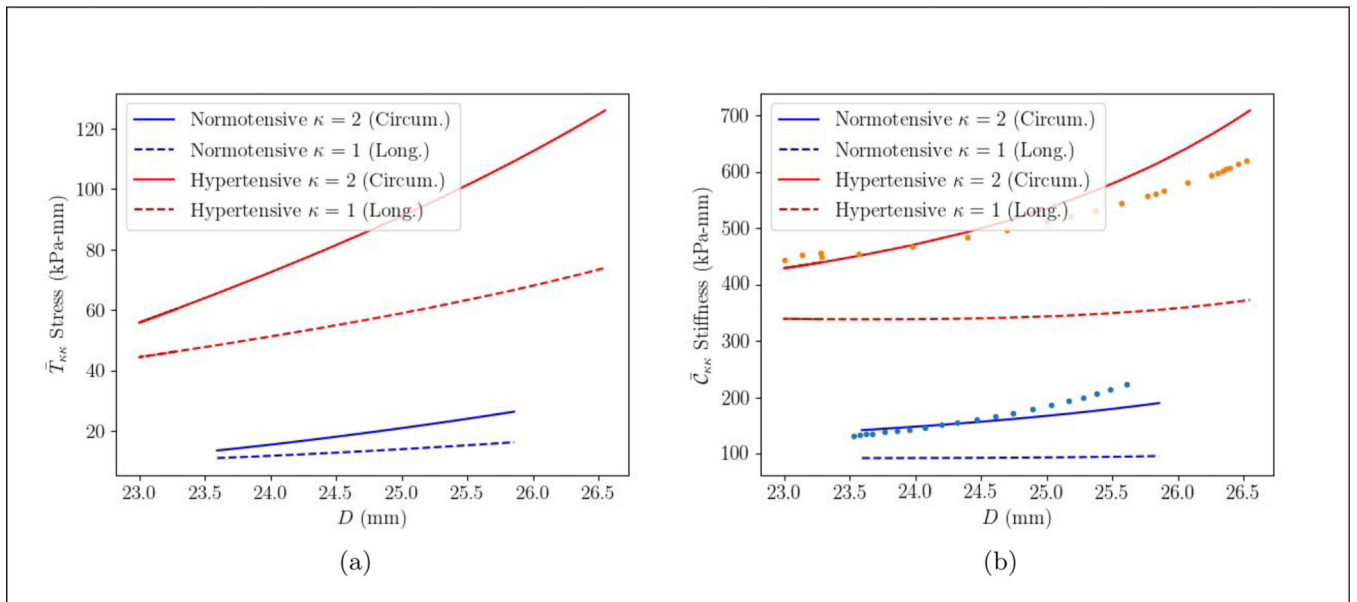 120
100
80
60
40
20
T̄κκ Stress (kPa-mm)
Normotensive κ = 2 (Circum.)
Normotensive κ = 1 (Long.)
Hypertensive κ = 2 (Circum.)
Hypertensive κ = 1 (Long.)
23.0 23.5 24.0 24.5 25.0 25.5 26.0 26.5
D (mm)
(a)
700
600
500
400
300
200
100
C̄κκ Stiffness (kPa-mm)
Normotensive κ = 2 (Circum.)
Normotensive κ = 1 (Long.)
Hypertensive κ = 2 (Circum.)
Hypertensive κ = 1 (Long.)
23.0 23.5 24.0 24.5 25.0 25.5 26.0 26.5
D (mm)
(b)